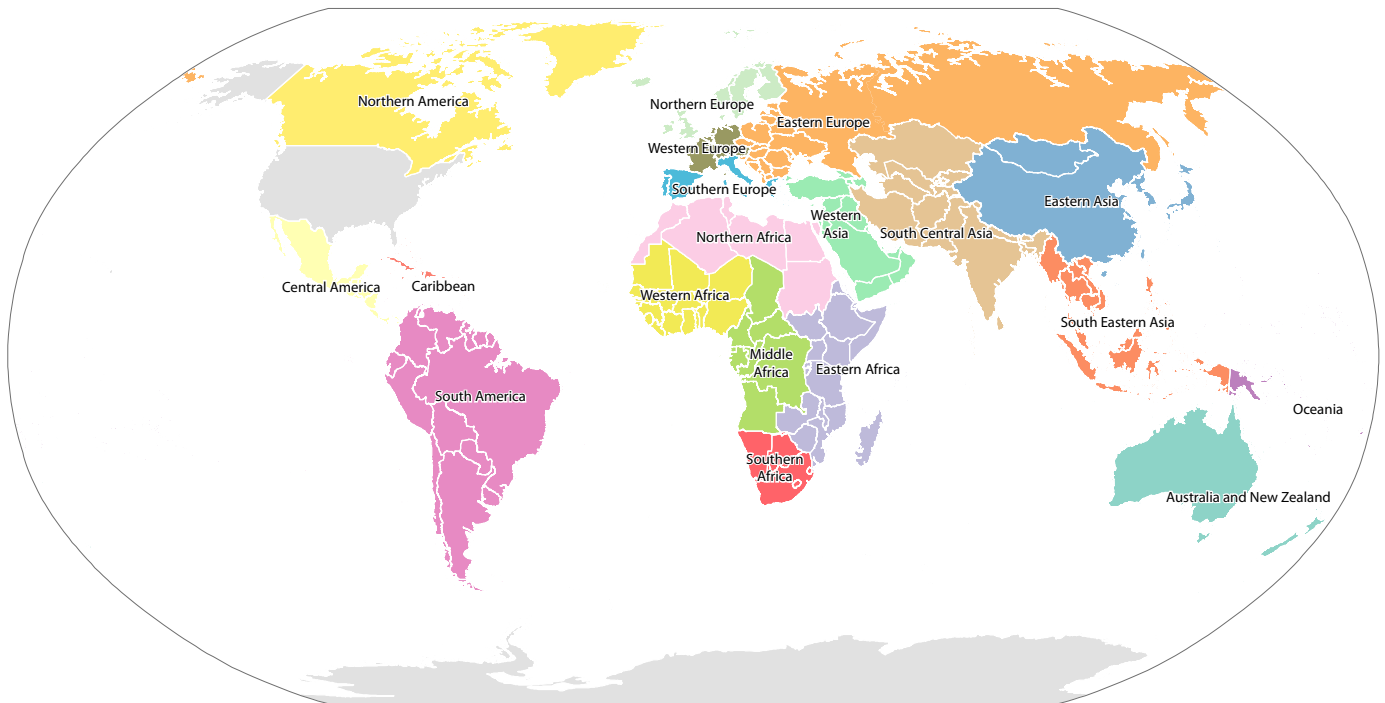 Northern America
Northern Europe
Eastern Europe
Western Europe
Southern Europe
Eastern Asia
Western
Asia
South Central Asia
Northern Africa
Central America
Caribbean
Western Africa
South Eastern Asia
Middle
Africa
Eastern Africa
South America
Oceania
Southern
Africa
Australia and New Zealand